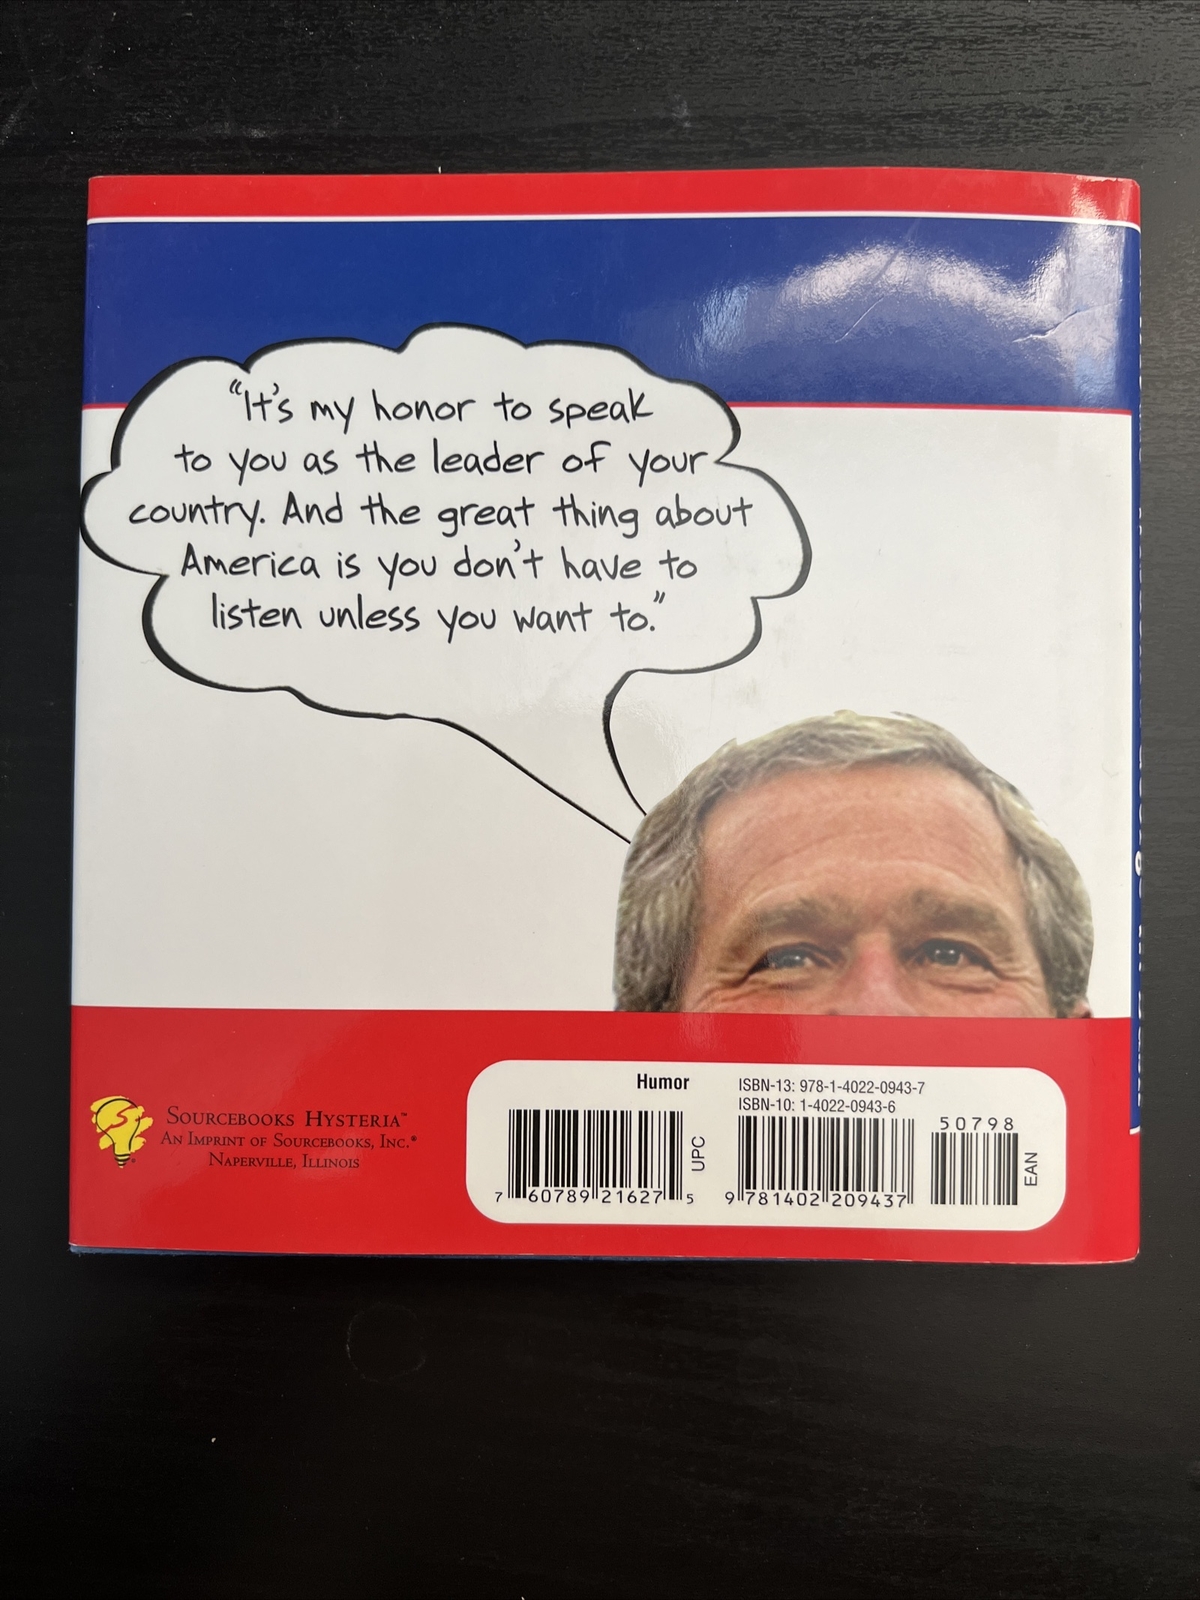 “It's my honor to speak
to you as the leader of your
country. And the great thing about
America is you don't have to
listen unless you want to.”
SOURCEBOOKS HYSTERIA™
AN IMPRINT OF SOURCEBOOKS, INC.®
NAPERVILLE, ILLINOIS
Humor
UPC
7 60789 21627 5
ISBN-13: 978-1-4022-0943-7
ISBN-10: 1-4022-0943-6
50798
EAN
9 781402 209437